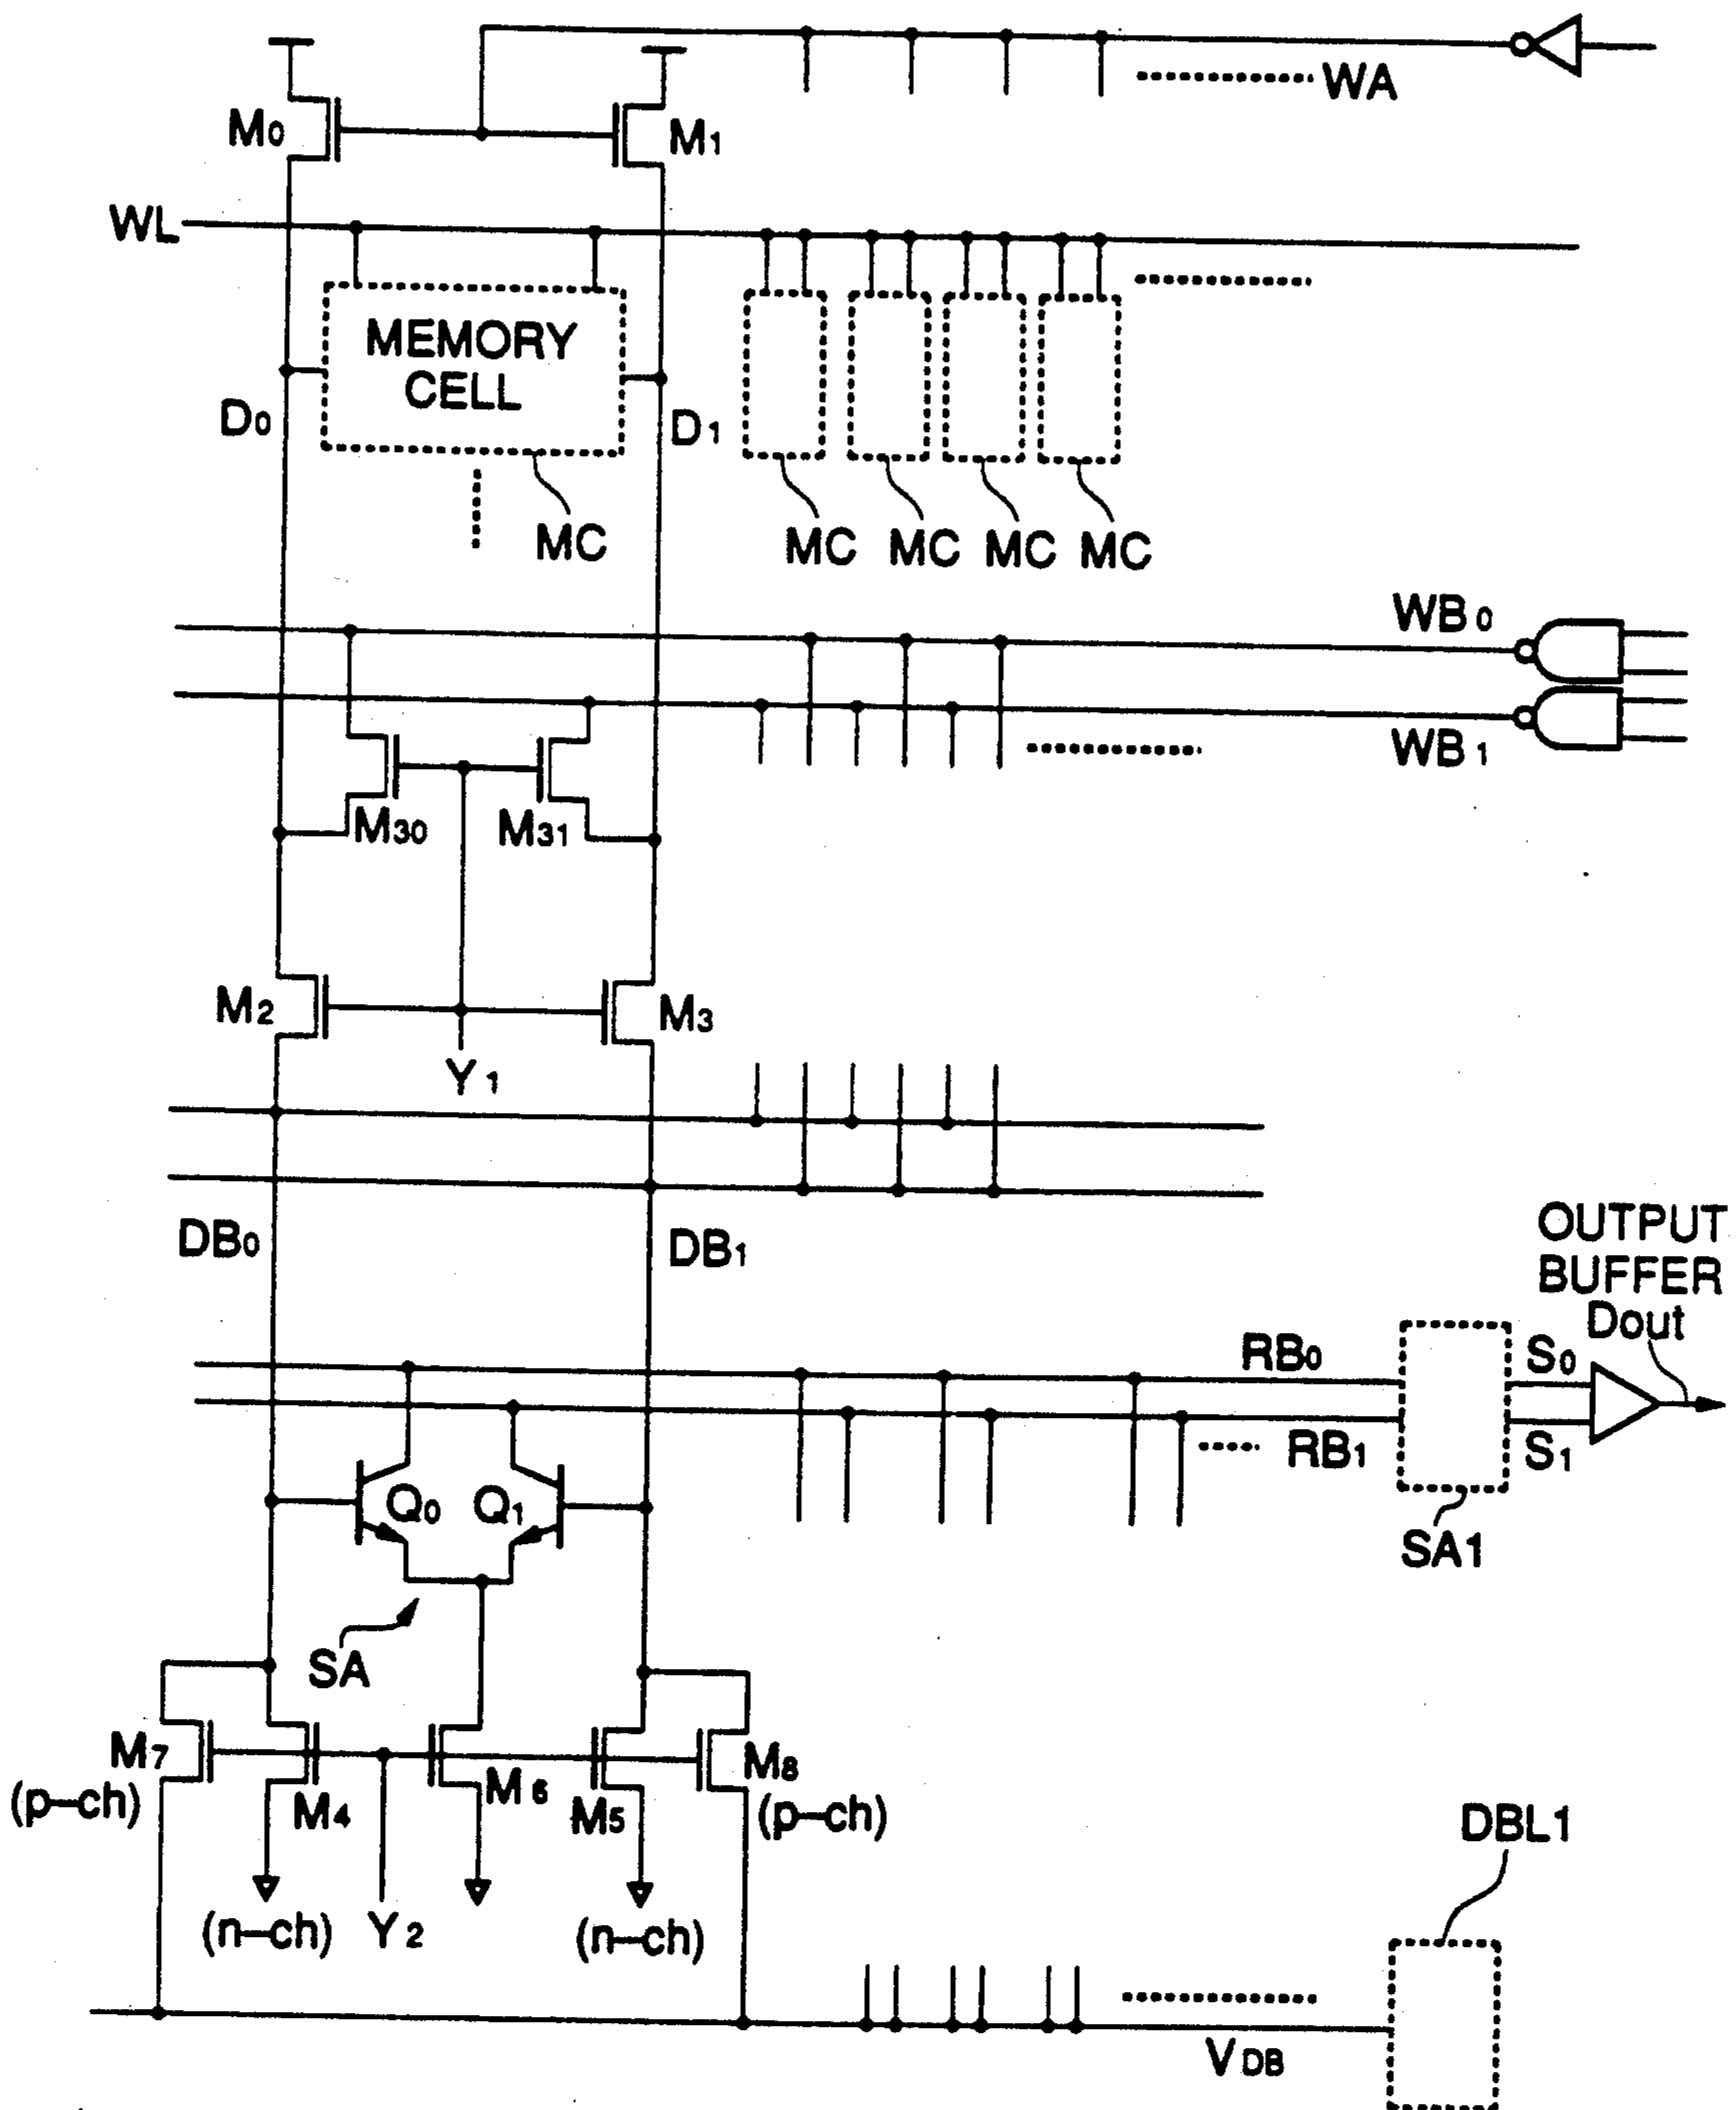 WA
M0
M1
WL
MEMORY
CELL
D0
D1
MC
MC
MC
MC
MC
WB0
WB1
M30
M31
M2
M3
Y1
DB0
DB1
OUTPUT
BUFFER
Dout
RB0
S0
RB1
S1
Q0
Q1
SA1
SA
M7
(p-ch)
M4
M6
M5
M8
(p-ch)
DBL1
(n-ch)
Y2
(n-ch)
VDB